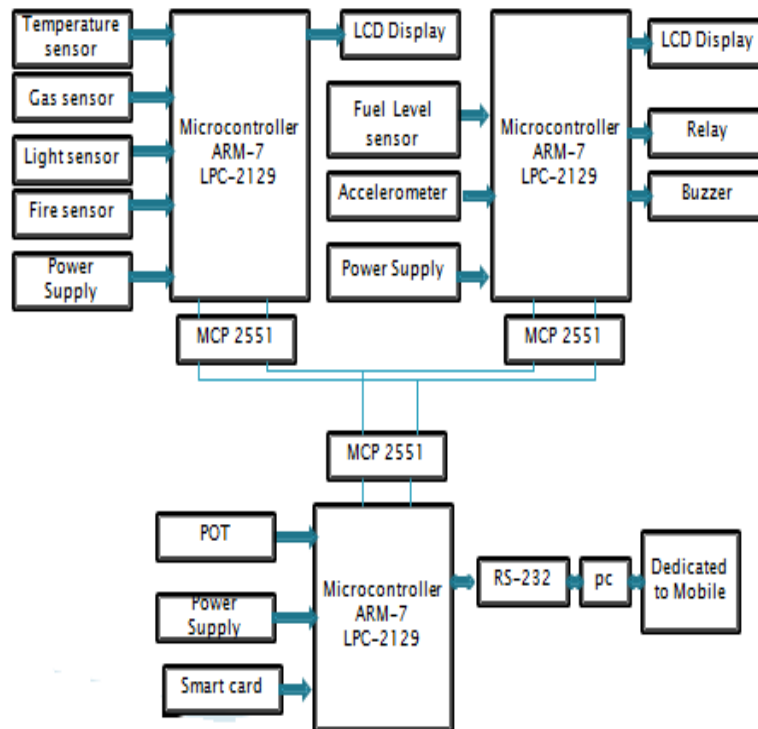 Temperature
sensor
Gas sensor
Light sensor
Fire sensor
Power
Supply
Microcontroller
ARM-7
LPC-2129
LCD Display
MCP 2551
Fuel Level
sensor
Accelerometer
Power Supply
Microcontroller
ARM-7
LPC-2129
LCD Display
Relay
Buzzer
MCP 2551
MCP 2551
POT
Power
Supply
Smart card
Microcontroller
ARM-7
LPC-2129
RS-232
pc
Dedicated
to Mobile